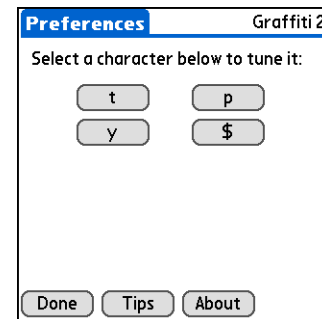 Preferences Graffiti 2
Select a character below to tune it:
t p
y $
Done Tips About